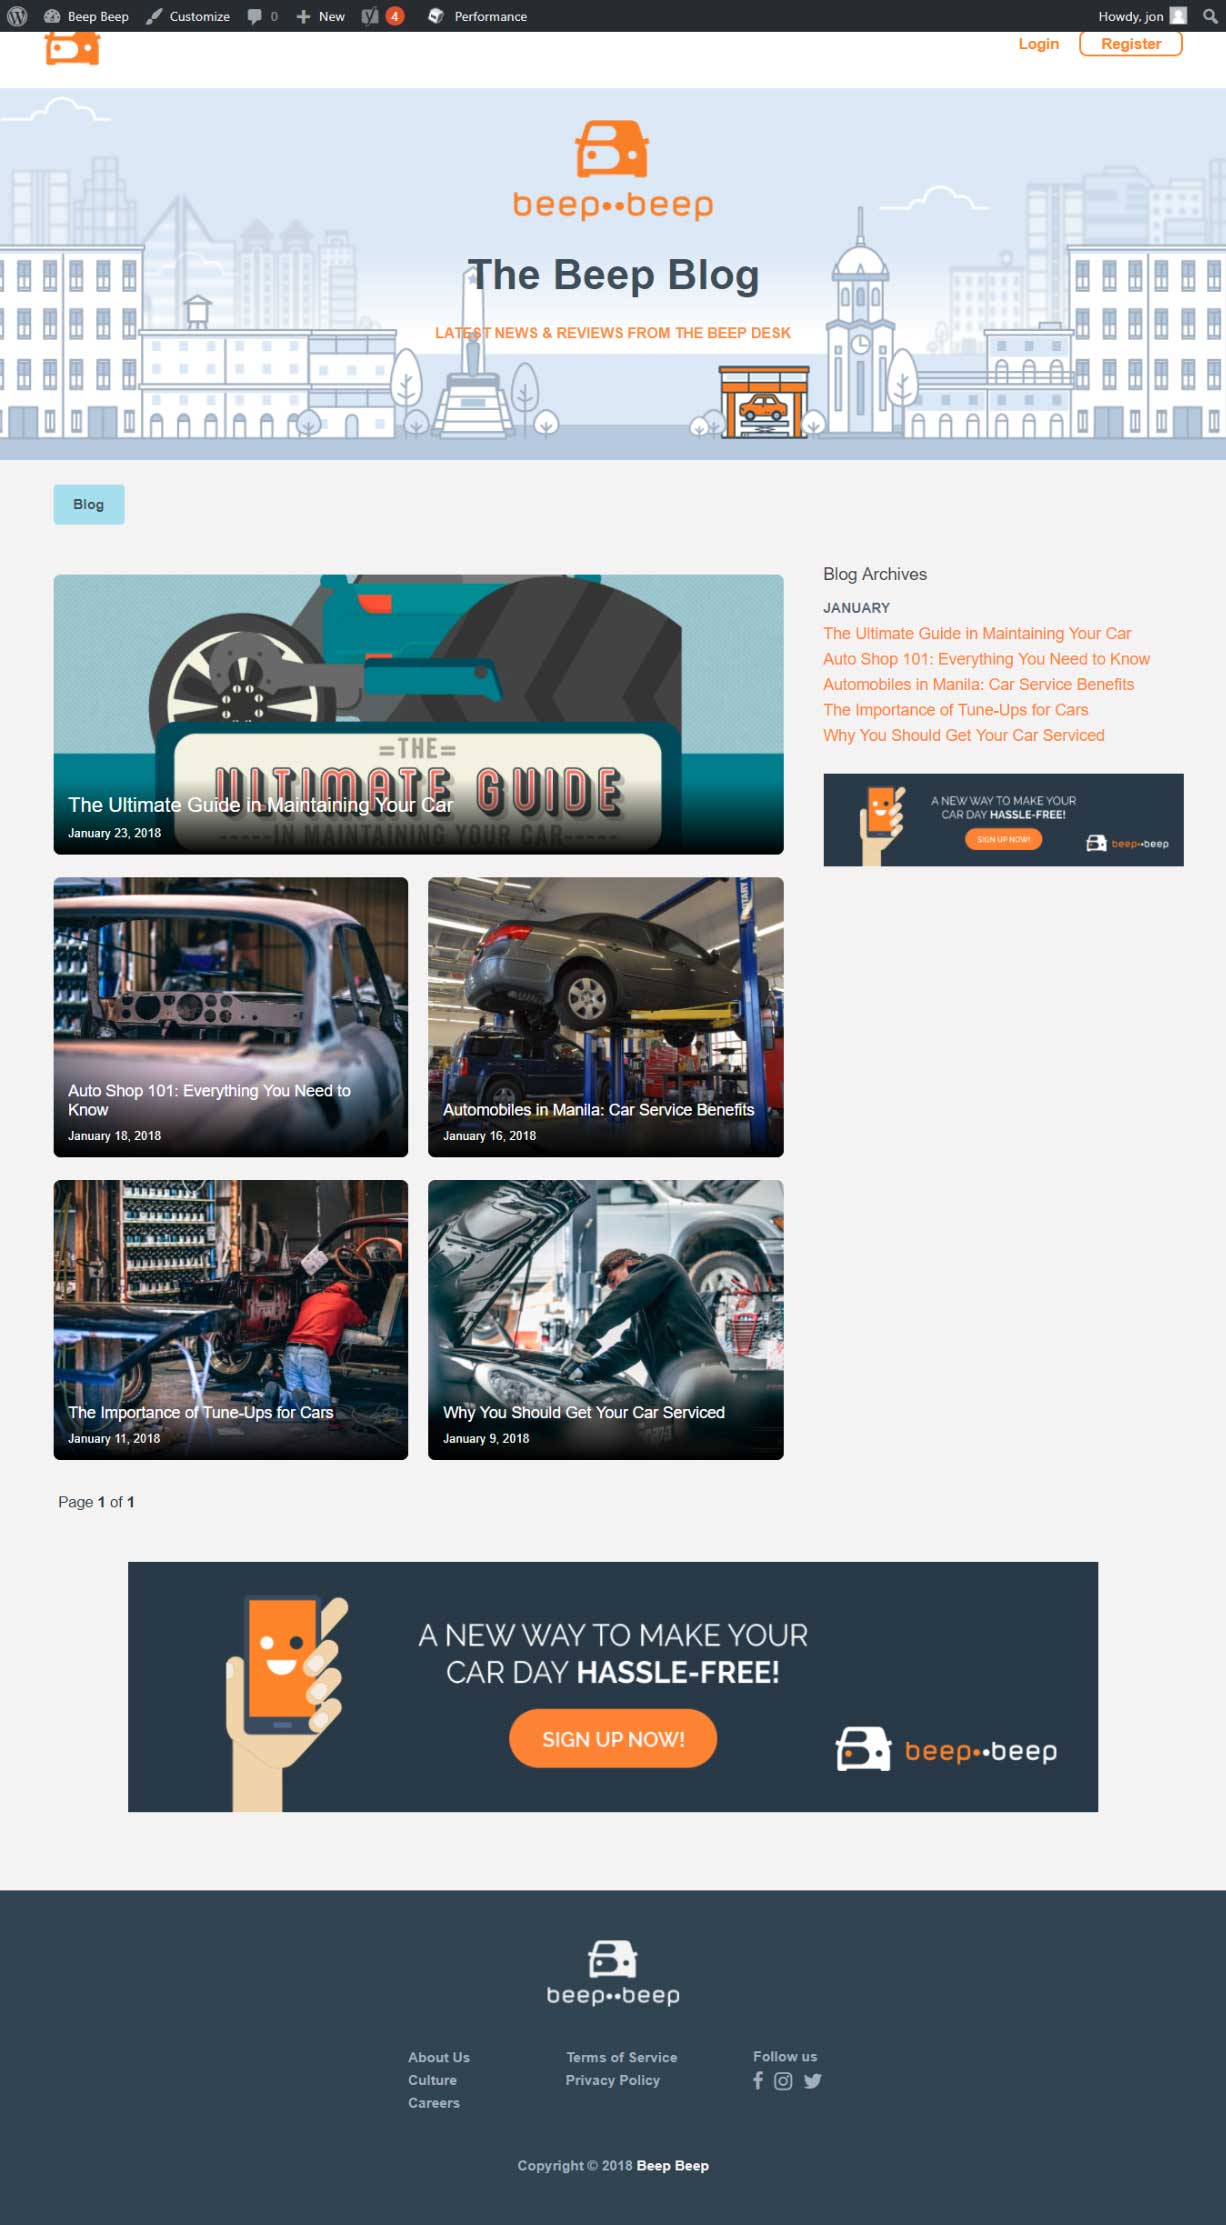 Beep Beep Customize 0 New 4 Performance Howdy, jon
Login Register
beep••beep
The Beep Blog
LATEST NEWS & REVIEWS FROM THE BEEP DESK
Blog
=THE=
ULTIMATE GUIDE
-----IN MAINTAINING YOUR CAR-----
The Ultimate Guide in Maintaining Your Car
January 23, 2018
Blog Archives
JANUARY
The Ultimate Guide in Maintaining Your Car
Auto Shop 101: Everything You Need to Know
Automobiles in Manila: Car Service Benefits
The Importance of Tune-Ups for Cars
Why You Should Get Your Car Serviced
A NEW WAY TO MAKE YOUR
CAR DAY HASSLE-FREE!
SIGN UP NOW!
beep••beep
Auto Shop 101: Everything You Need to
Know
January 18, 2018
Automobiles in Manila: Car Service Benefits
January 16, 2018
The Importance of Tune-Ups for Cars
January 11, 2018
Why You Should Get Your Car Serviced
January 9, 2018
Page 1 of 1
A NEW WAY TO MAKE YOUR
CAR DAY HASSLE-FREE!
SIGN UP NOW!
beep••beep
beep••beep
About Us
Culture
Careers
Terms of Service
Privacy Policy
Follow us
Copyright © 2018 Beep Beep